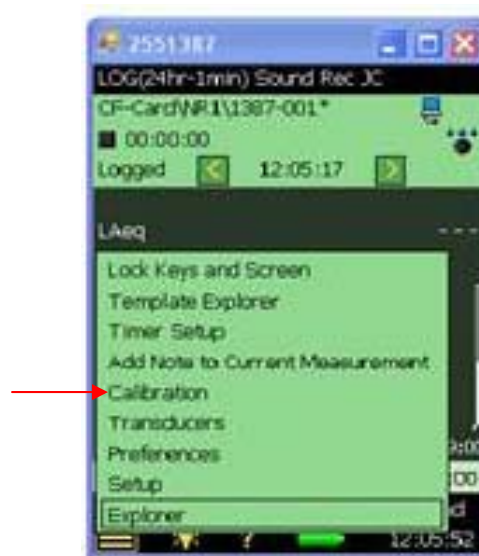 2551387
LOG(24hr-1min) Sound Rec JC
CF-Card\NR1\1387-001*
00:00:00
Logged 12:05:17
LAeq ---
Lock Keys and Screen
Template Explorer
Timer Setup
Add Note to Current Measurement
Calibration
Transducers
Preferences
Setup
Explorer
? 12:05:52